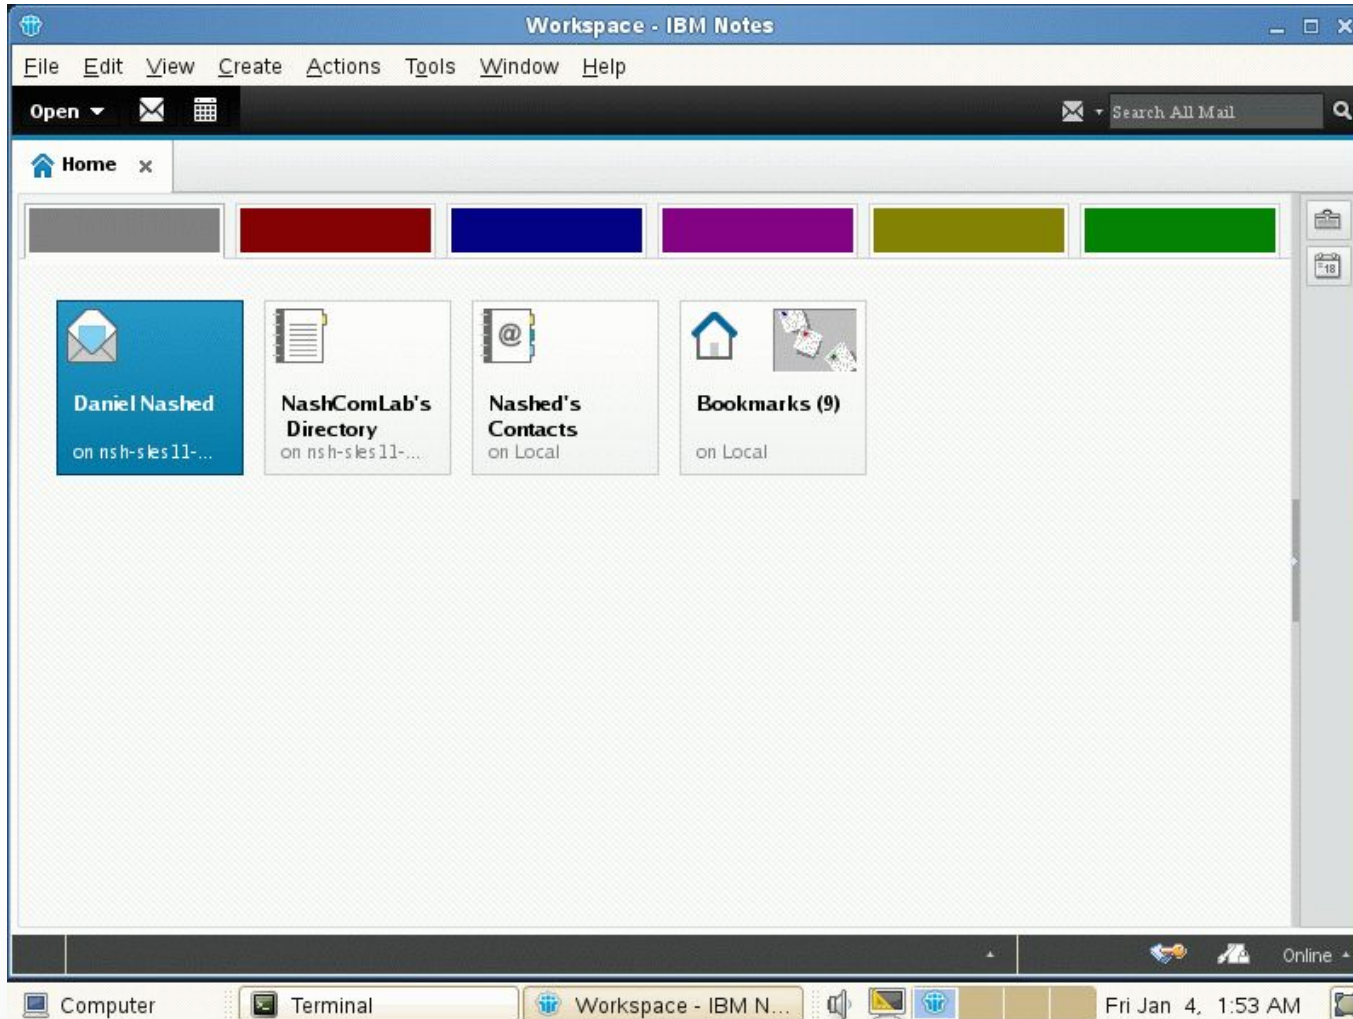 Workspace - IBM Notes
File Edit View Create Actions Tools Window Help
Open
Search All Mail
Home
18
@
Daniel Nashed
on nsh-sles11-...
NashComLab's
Directory
on nsh-sles11-...
Nashed's
Contacts
on Local
Bookmarks (9)
on Local
Online
Computer
Terminal
Workspace - IBM N...
Fri Jan 4, 1:53 AM